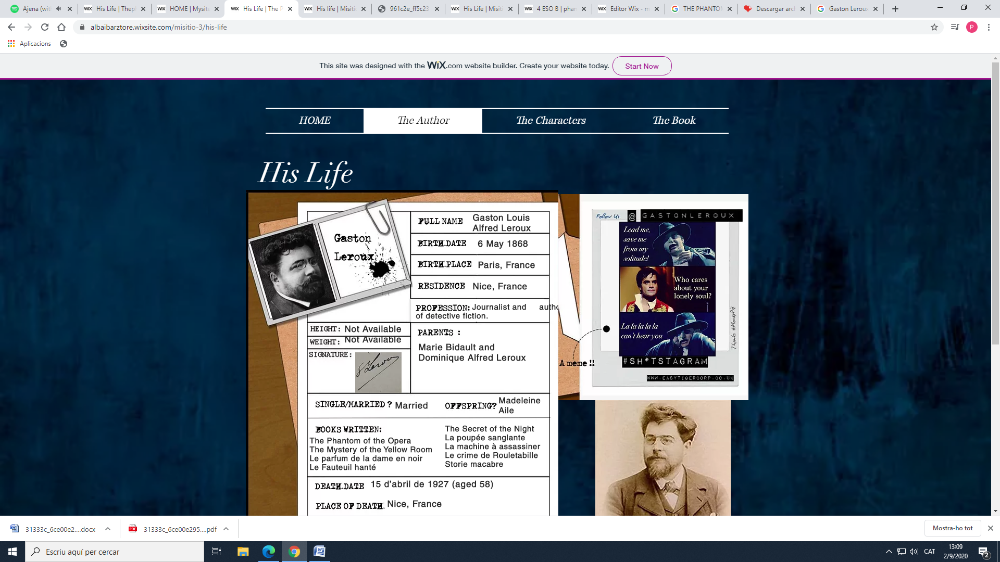 Ajena (wit
His Life | Thep
HOME | Mysite
His Life | The P
His life | Misitio
961c2e_ff5c23
His Life | Misiti
4 ESO B | phan
Editor Wix - m
THE PHANTOM
Descargar arch
Gaston Leroux
albaibarztore.wixsite.com/misitio-3/his-life
P
Aplicacions
This site was designed with the WiX.com website builder. Create your website today.
Start Now
HOME
The Author
The Characters
The Book
His Life
Gaston
Leroux
FULL NAME
Gaston Louis
Alfred Leroux
BIRTH DATE
6 May 1868
BIRTH PLACE
Paris, France
RESIDENCE
Nice, France
PROFESSION: Journalist and autho
of detective fiction.
HEIGHT: Not Available
WEIGHT: Not Available
SIGNATURE:
PARENTS :
Marie Bidault and
Dominique Alfred Leroux
SINGLE/MARRIED ? Married
OFFSPRING? Madeleine
Aile
BOOKS WRITTEN:
The Phantom of the Opera
The Mystery of the Yellow Room
Le parfum de la dame en noir
Le Fauteuil hanté
The Secret of the Night
La poupée sanglante
La machine à assassiner
Le crime de Rouletabille
Storie macabre
DEATH DATE 15 d'abril de 1927 (aged 58)
PLACE OF DEATH Nice, France
Follow Us @ GASTONLEROUX
Lead me,
save me
from my
solitude!
Who cares
about your
lonely soul?
La la la la la
can't hear you
Thanks #MoneyPit
A meme !!
#SH*TSTAGRAM
WWW.EASYTIGERCORP.CO.UK
31333c_6ce00e2....docx
31333c_6ce00e295....pdf
Mostra-ho tot
Escriu aquí per cercar
CAT
13:09
2/9/2020
2